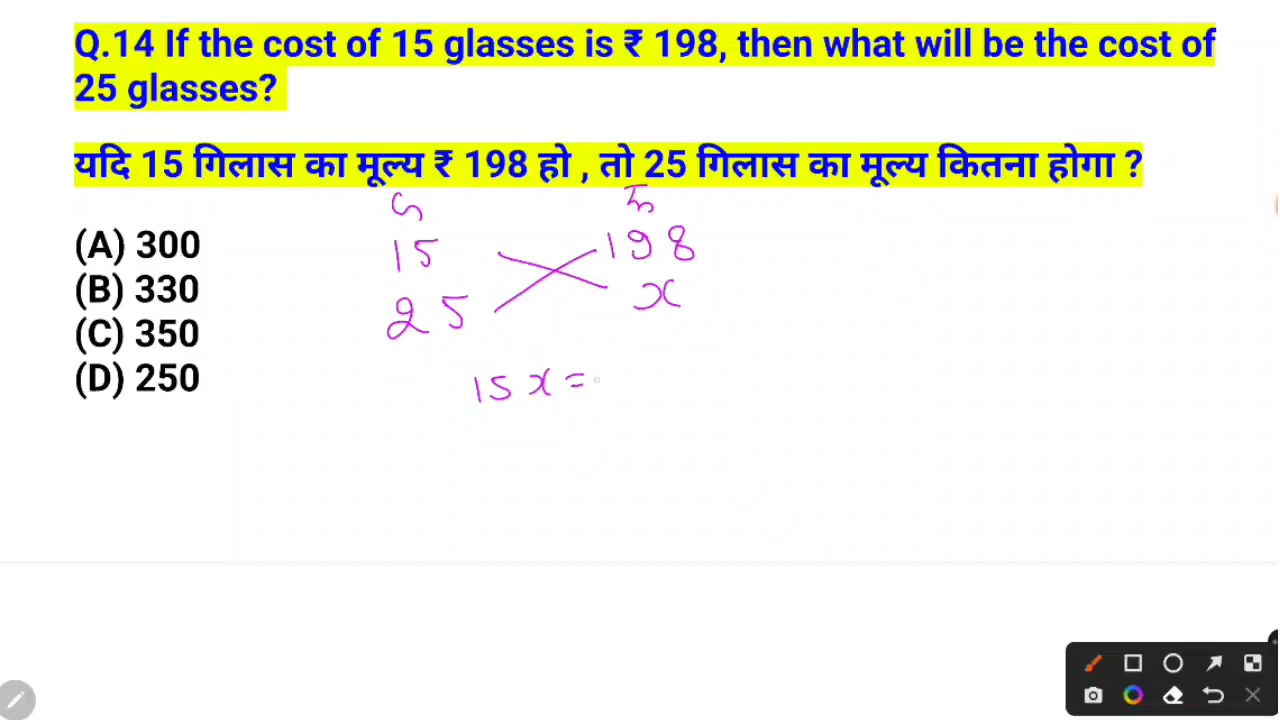 Q.14 If the cost of 15 glasses is ₹ 198, then what will be the cost of
25 glasses?
यदि 15 गिलास का मूल्य ₹ 198 हो , तो 25 गिलास का मूल्य कितना होगा ?
(A) 300
(B) 330
(C) 350
(D) 250
15 198
25 x
15 x =